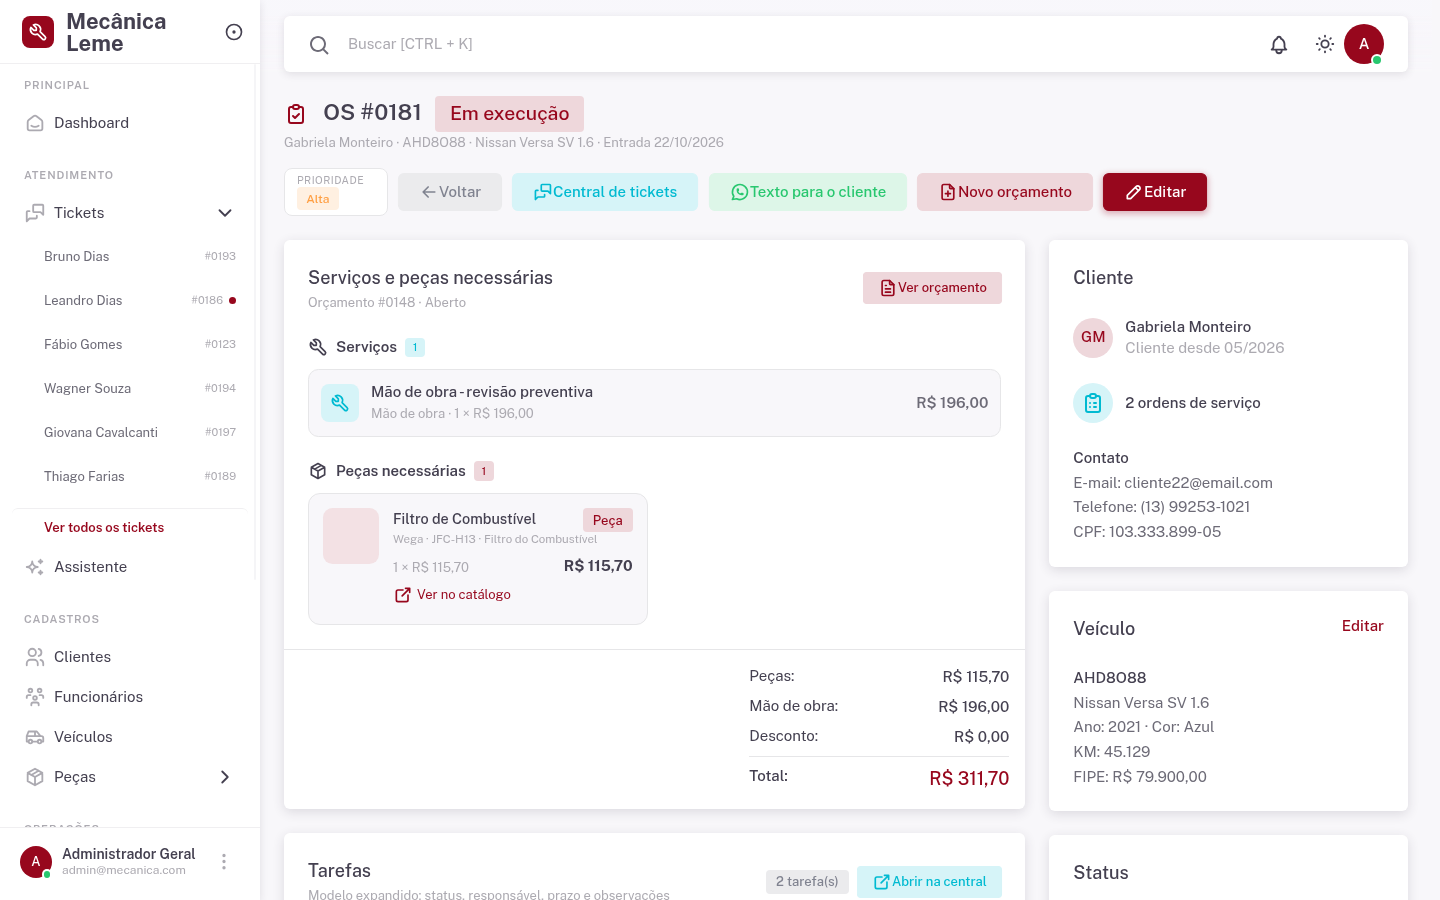 Mecânica
Leme
PRINCIPAL
Dashboard
ATENDIMENTO
Tickets
Bruno Dias #0193
Leandro Dias #0186
Fábio Gomes #0123
Wagner Souza #0194
Giovana Cavalcanti #0197
Thiago Farias #0189
Ver todos os tickets
Assistente
CADASTROS
Clientes
Funcionários
Veículos
Peças
OPERAÇÕES
A
Administrador Geral
admin@mecanica.com
Buscar [CTRL + K]
A
OS #0181 Em execução
Gabriela Monteiro · AHD8O88 · Nissan Versa SV 1.6 · Entrada 22/10/2026
PRIORIDADE
Alta
Voltar
Central de tickets
Texto para o cliente
Novo orçamento
Editar
Serviços e peças necessárias
Orçamento #0148 · Aberto
Ver orçamento
Serviços 1
Mão de obra - revisão preventiva
Mão de obra · 1 × R$ 196,00
R$ 196,00
Peças necessárias 1
Filtro de Combustível
Peça
Wega · JFC-H13 · Filtro do Combustível
1 × R$ 115,70
R$ 115,70
Ver no catálogo
Peças: R$ 115,70
Mão de obra: R$ 196,00
Desconto: R$ 0,00
Total: R$ 311,70
Tarefas
Modelo expandido: status, responsável, prazo e observações
2 tarefa(s)
Abrir na central
Cliente
GM
Gabriela Monteiro
Cliente desde 05/2026
2 ordens de serviço
Contato
E-mail: cliente22@email.com
Telefone: (13) 99253-1021
CPF: 103.333.899-05
Veículo
Editar
AHD8O88
Nissan Versa SV 1.6
Ano: 2021 · Cor: Azul
KM: 45.129
FIPE: R$ 79.900,00
Status